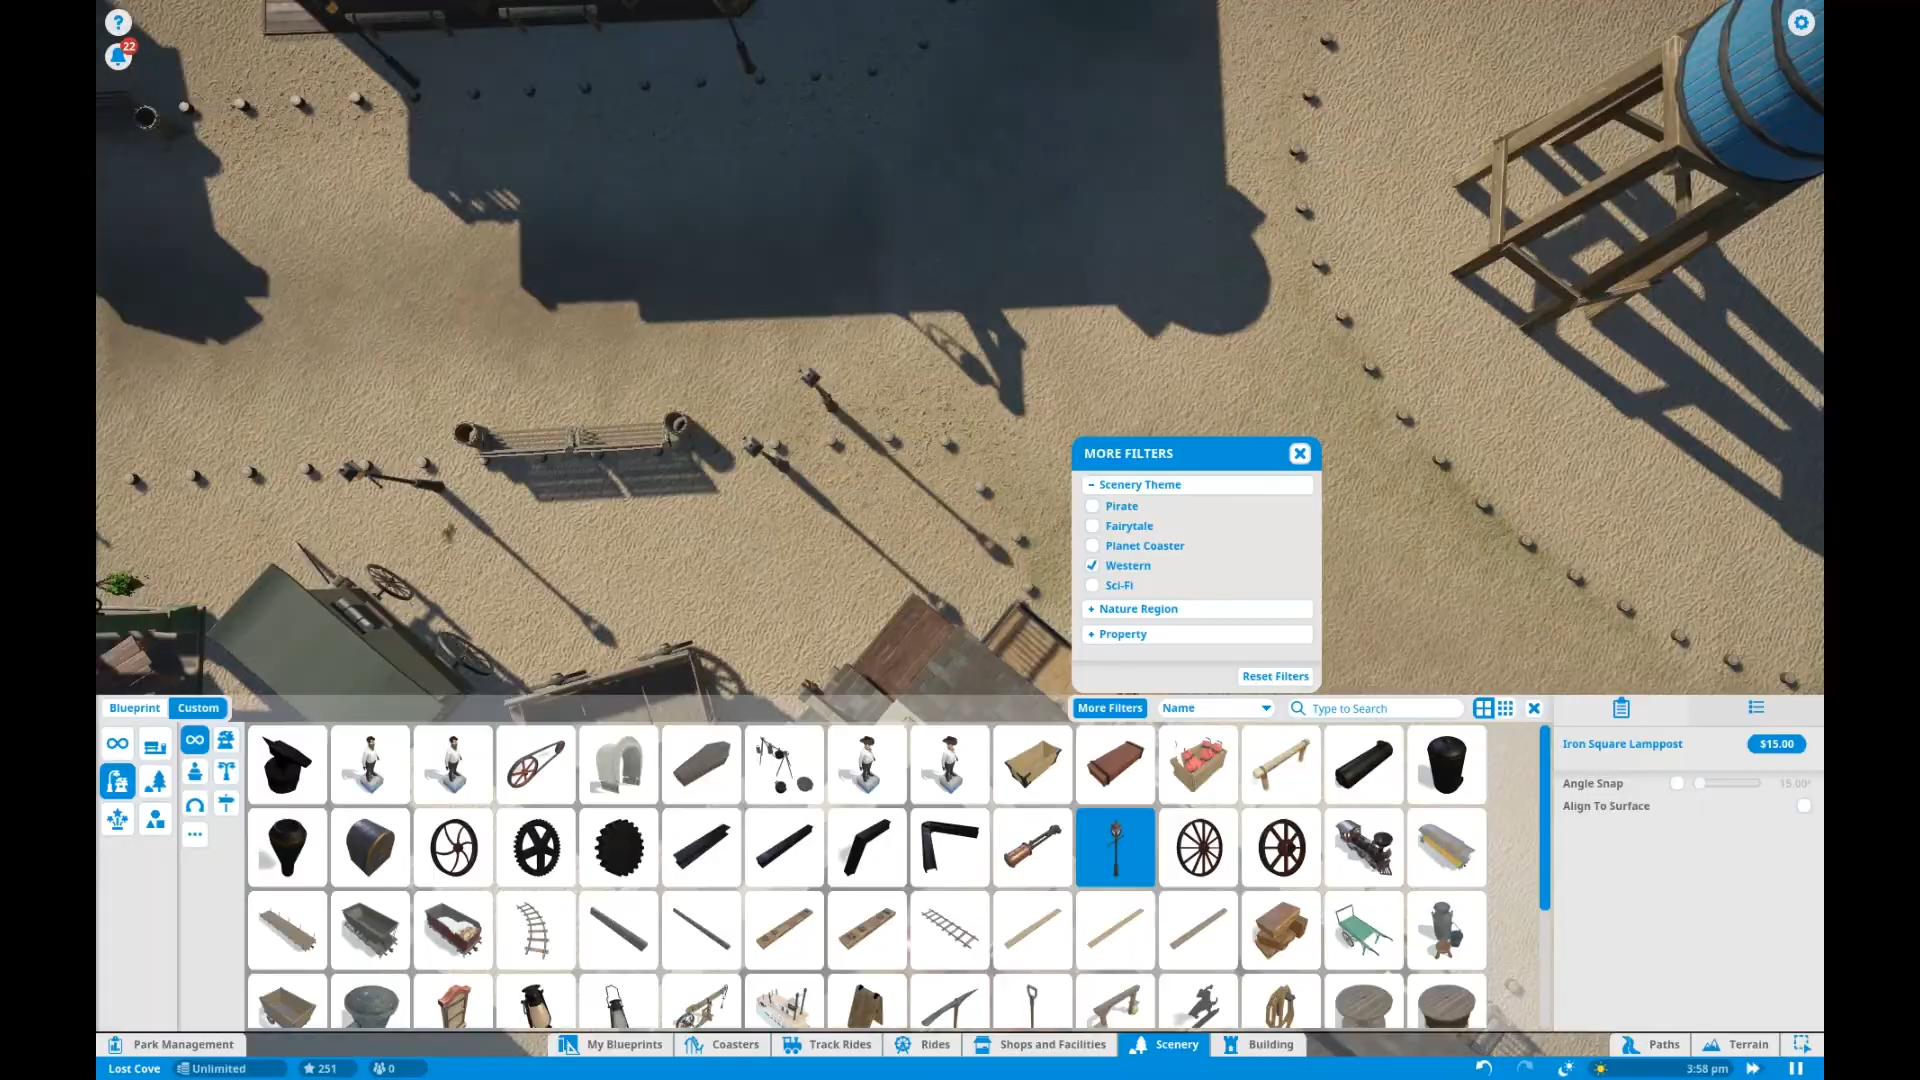 ?
22
MORE FILTERS
− Scenery Theme
Pirate
Fairytale
Planet Coaster
Western
Sci-Fi
+ Nature Region
+ Property
Reset Filters
Blueprint
Custom
More Filters
Name
Type to Search
Iron Square Lamppost
$15.00
Angle Snap
15.00°
Align To Surface
Park Management
My Blueprints
Coasters
Track Rides
Rides
Shops and Facilities
Scenery
Building
Paths
Terrain
Lost Cove
Unlimited
251
0
3:58 pm